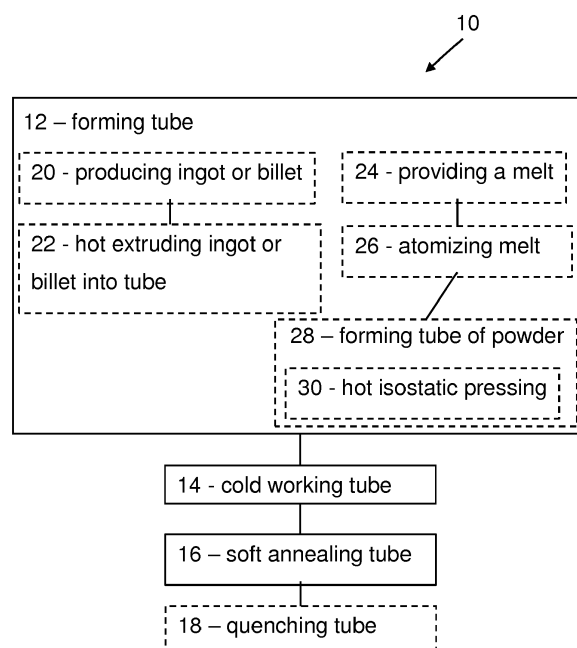 10
12 – forming tube
20 - producing ingot or billet
22 - hot extruding ingot or
billet into tube
24 - providing a melt
26 - atomizing melt
28 – forming tube of powder
30 - hot isostatic pressing
14 - cold working tube
16 – soft annealing tube
18 – quenching tube